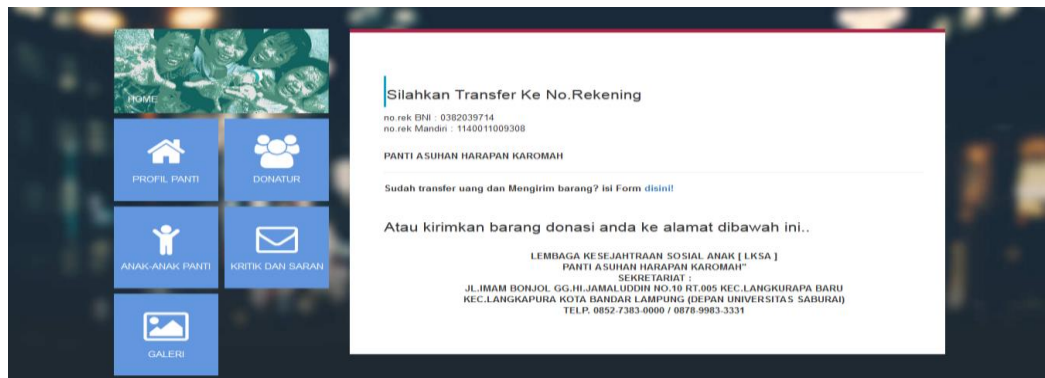 HOME
PROFIL PANTI
DONATUR
ANAK-ANAK PANTI
KRITIK DAN SARAN
GALERI
Silahkan Transfer Ke No.Rekening
no.rek BNI : 0382039714
no.rek Mandiri : 1140011009308
PANTI ASUHAN HARAPAN KAROMAH
Sudah transfer uang dan Mengirim barang? isi Form disini!
Atau kirimkan barang donasi anda ke alamat dibawah ini..
LEMBAGA KESEJAHTRAAN SOSIAL ANAK [ LKSA ]
PANTI ASUHAN HARAPAN KAROMAH"
SEKRETARIAT :
JL.IMAM BONJOL GG.HI.JAMALUDDIN NO.10 RT.005 KEC.LANGKURAPA BARU
KEC.LANGKAPURA KOTA BANDAR LAMPUNG (DEPAN UNIVERSITAS SABURAI)
TELP. 0852-7383-0000 / 0878-9983-3331